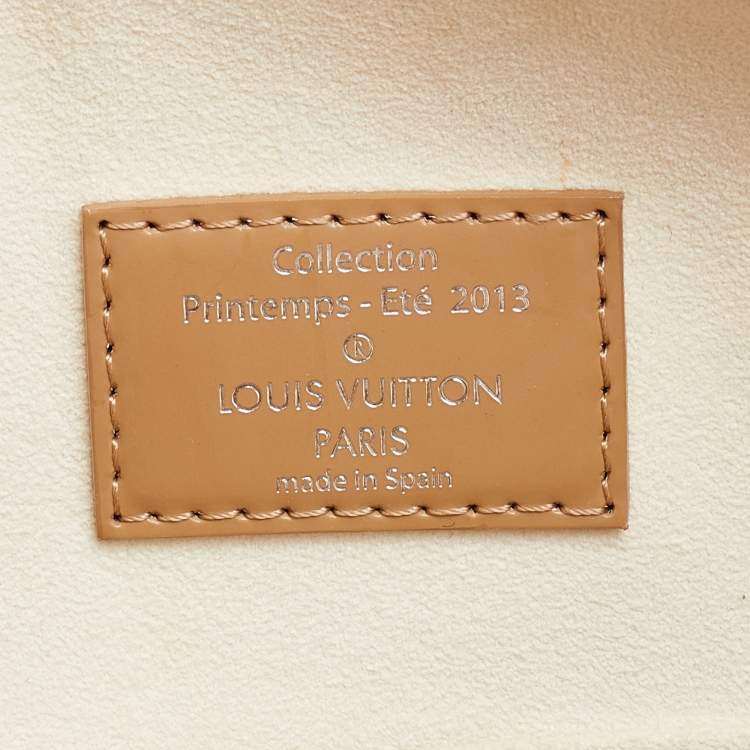 Collection
Printemps - Eté 2013
®
LOUIS VUITTON
PARIS
made in Spain